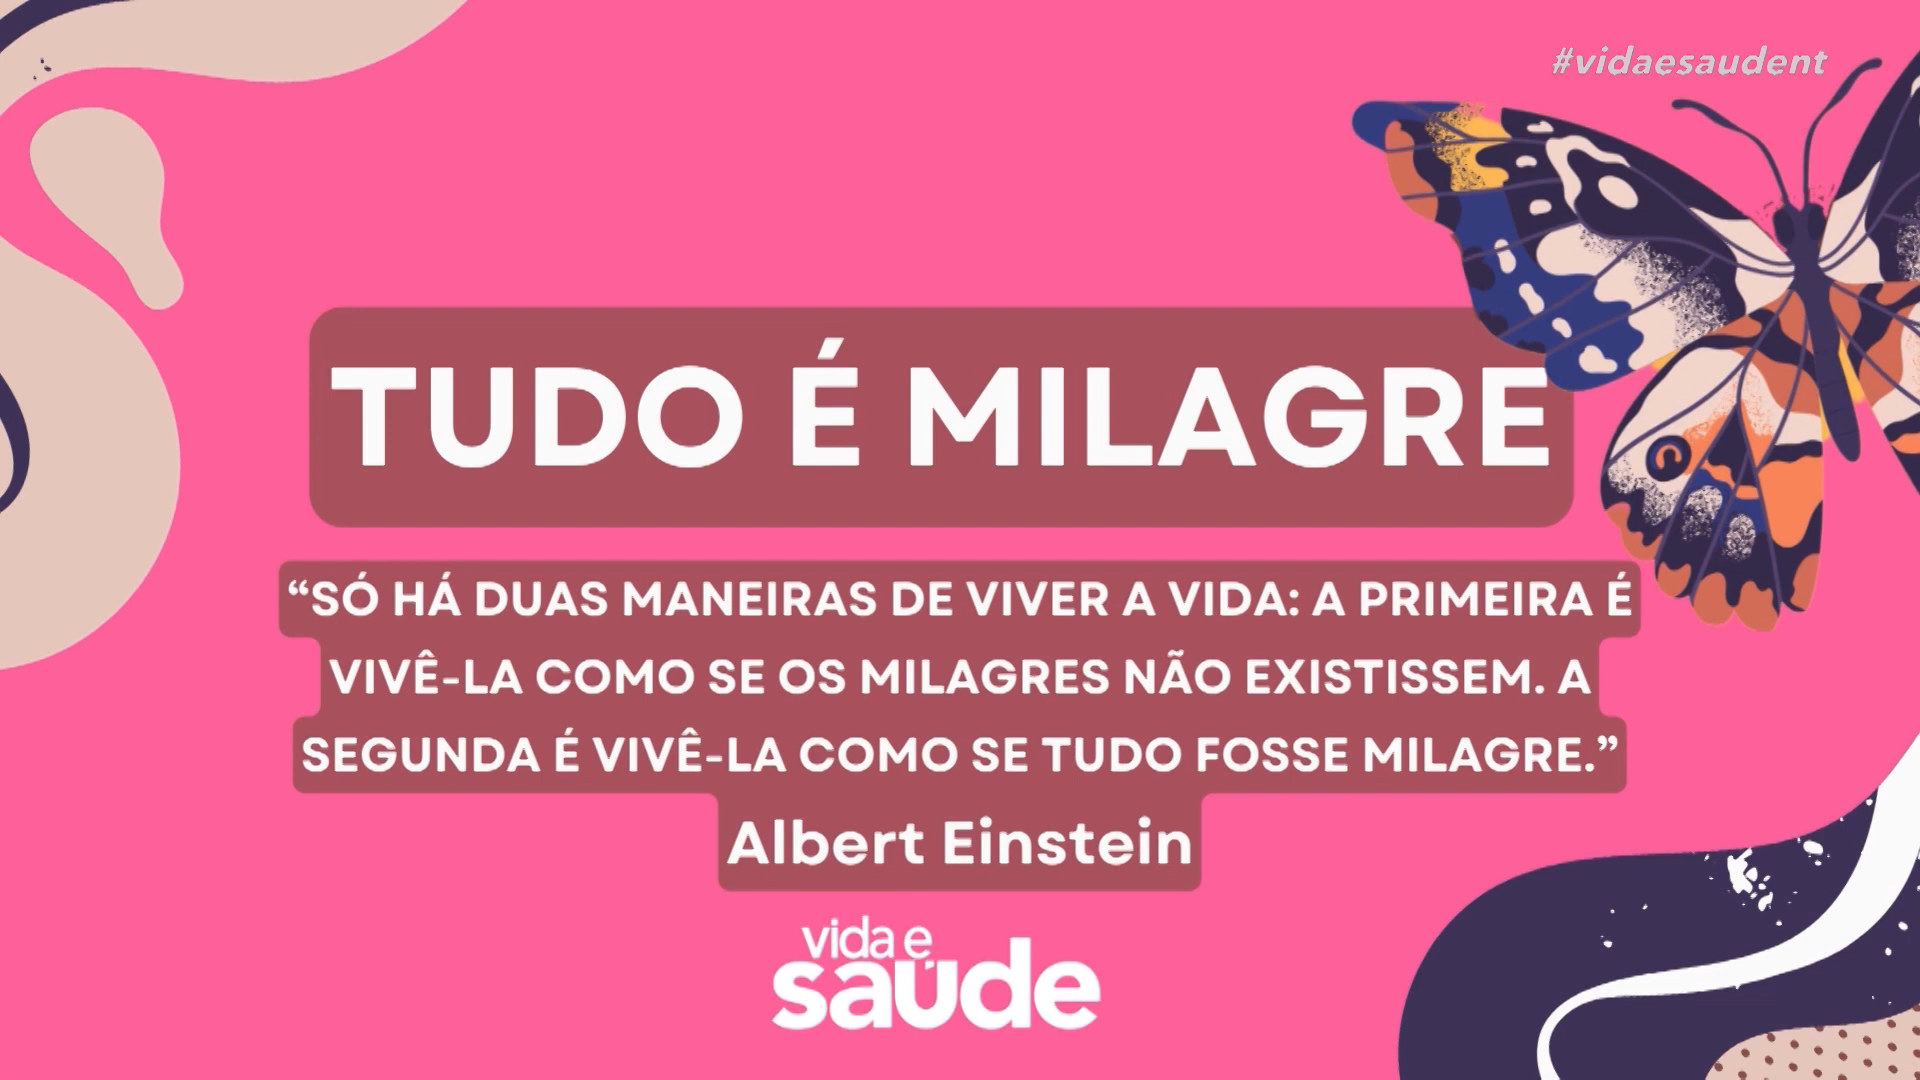 #vidaesaudent
TUDO É MILAGRE
“SÓ HÁ DUAS MANEIRAS DE VIVER A VIDA: A PRIMEIRA É
VIVÊ-LA COMO SE OS MILAGRES NÃO EXISTISSEM. A
SEGUNDA É VIVÊ-LA COMO SE TUDO FOSSE MILAGRE.”
Albert Einstein
vida e
saúde